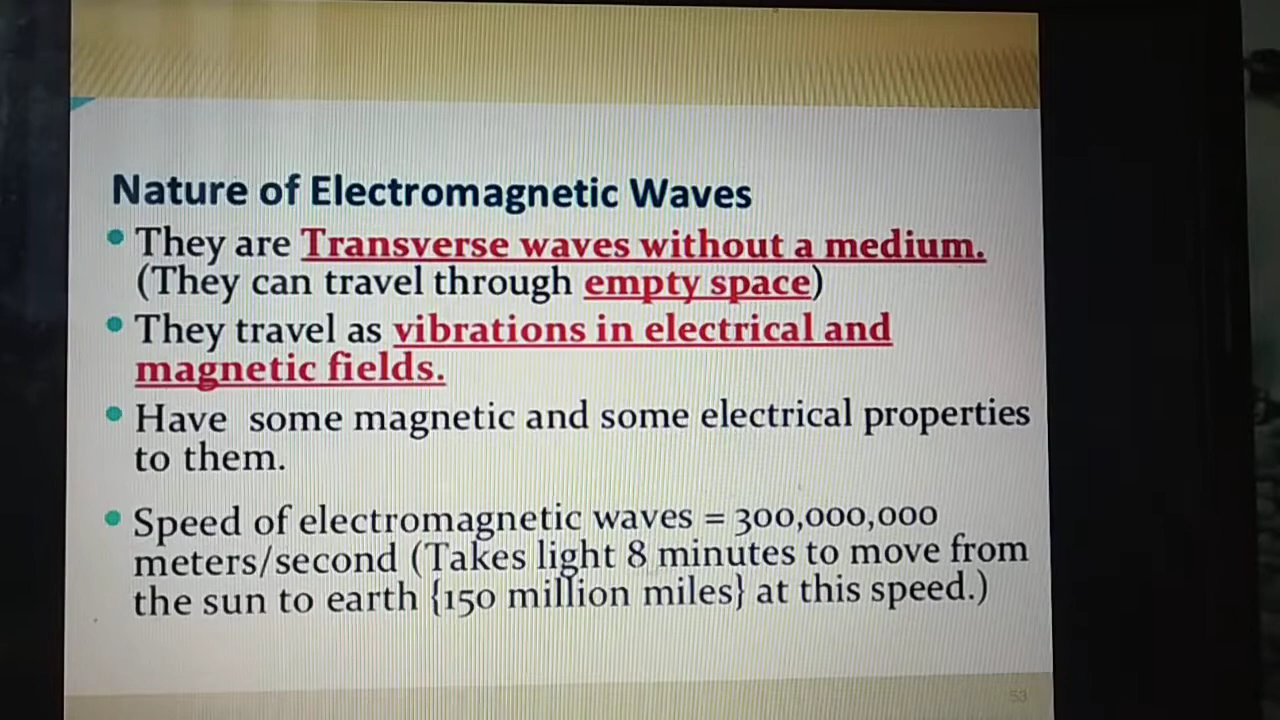 Nature of Electromagnetic Waves
• They are Transverse waves without a medium.
(They can travel through empty space)
• They travel as vibrations in electrical and
magnetic fields.
• Have some magnetic and some electrical properties
to them.
• Speed of electromagnetic waves = 300,000,000
meters/second (Takes light 8 minutes to move from
the sun to earth {150 million miles} at this speed.)
53